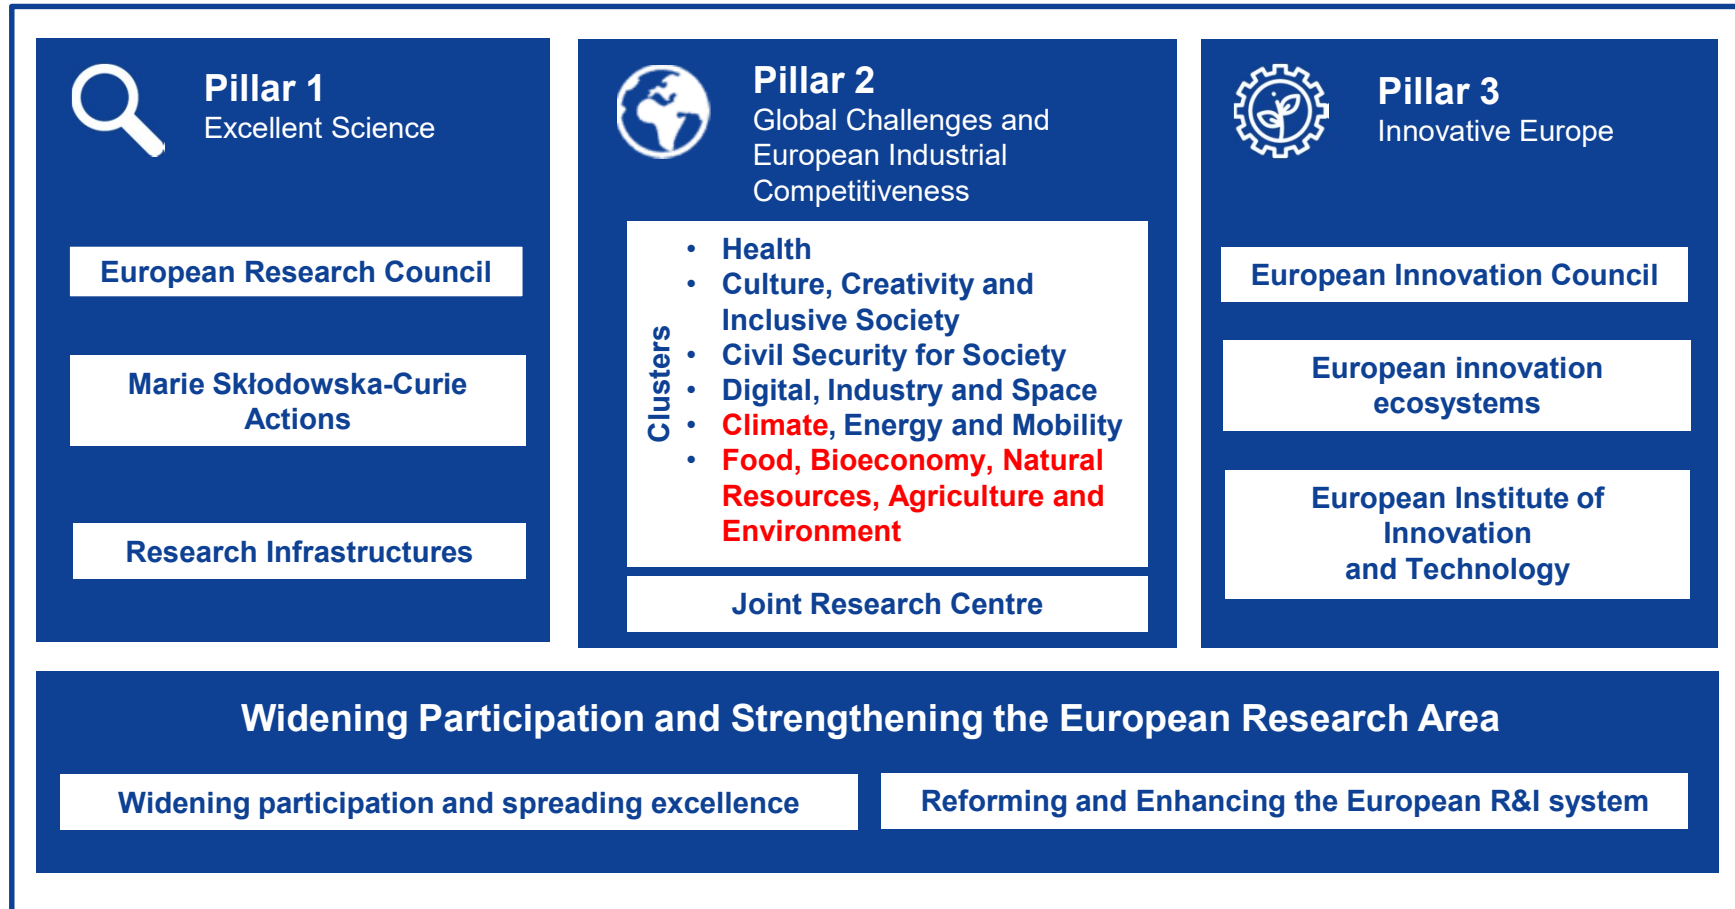 Pillar 1
Excellent Science
European Research Council
Marie Skłodowska-Curie
Actions
Research Infrastructures
Pillar 2
Global Challenges and
European Industrial
Competitiveness
Clusters
• Health
• Culture, Creativity and
Inclusive Society
• Civil Security for Society
• Digital, Industry and Space
• Climate, Energy and Mobility
• Food, Bioeconomy, Natural
Resources, Agriculture and
Environment
Joint Research Centre
Pillar 3
Innovative Europe
European Innovation Council
European innovation
ecosystems
European Institute of
Innovation
and Technology
Widening Participation and Strengthening the European Research Area
Widening participation and spreading excellence
Reforming and Enhancing the European R&I system